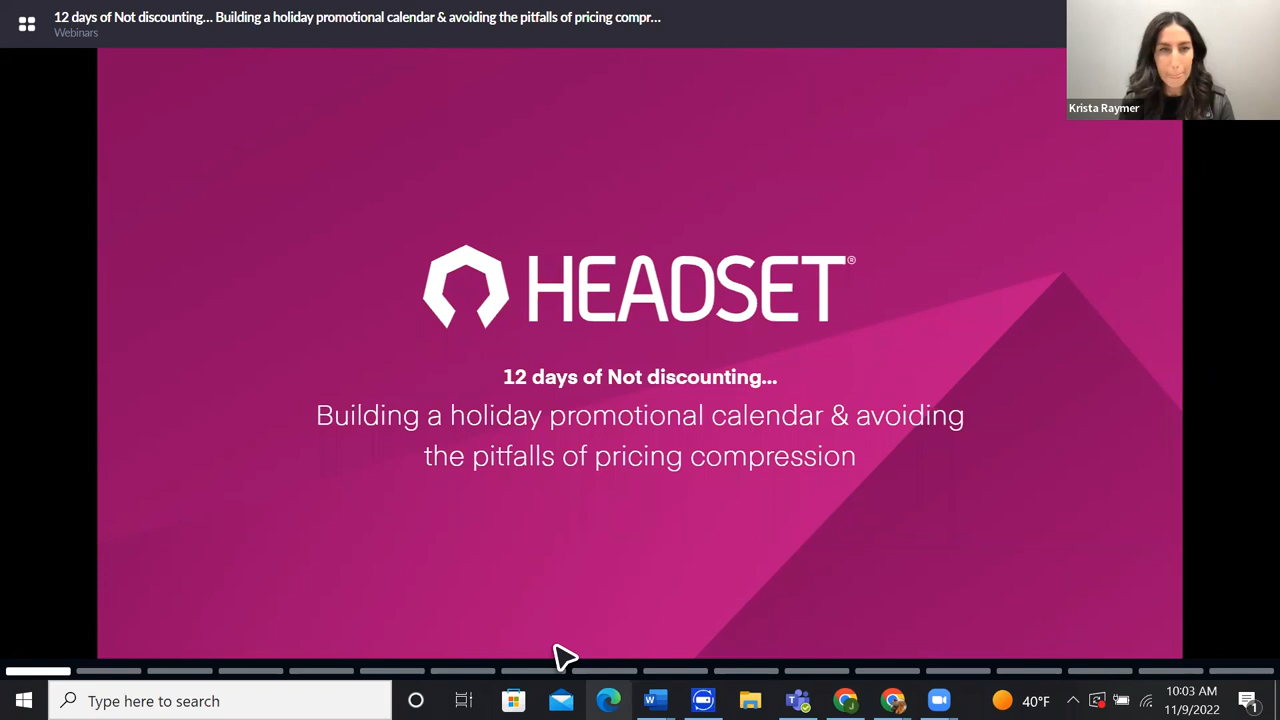 12 days of Not discounting... Building a holiday promotional calendar & avoiding the pitfalls of pricing compr...
Webinars
Krista Raymer
HEADSET®
12 days of Not discounting...
Building a holiday promotional calendar & avoiding
the pitfalls of pricing compression
Type here to search
40°F
10:03 AM
11/9/2022
1